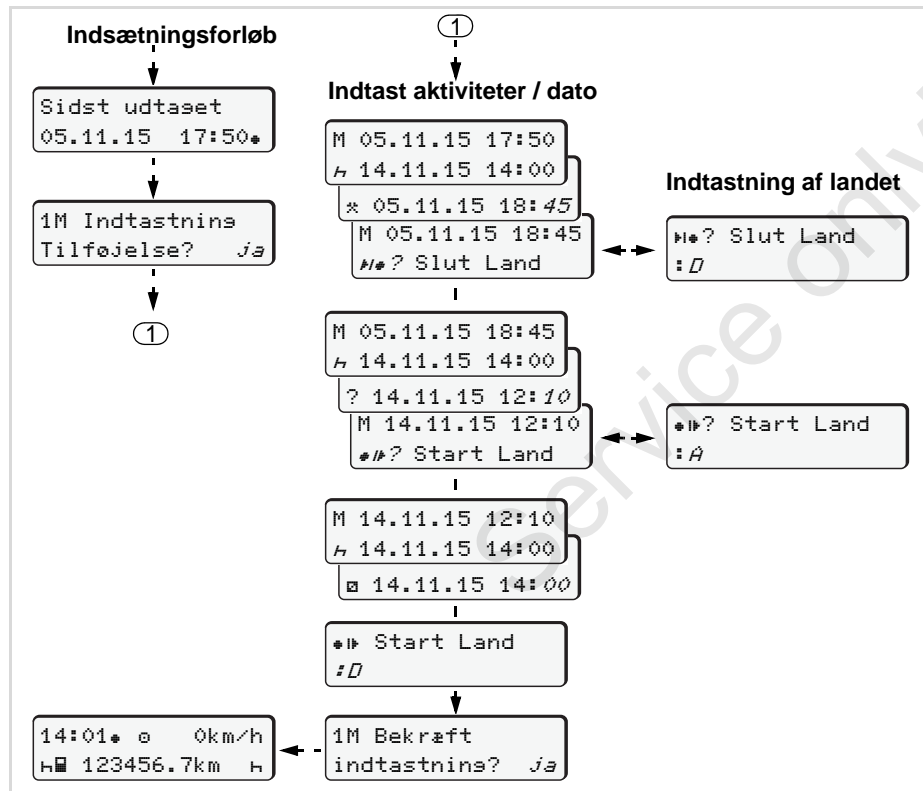 Indsætningsforløb
Sidst udtaget
05.11.15 17:50
1M Indtastning
Tilføjelse? ja
1
1
Indtast aktiviteter / dato
M 05.11.15 17:50
14.11.15 14:00
05.11.15 18:45
M 05.11.15 18:45
? Slut Land
Indtastning af landet
? Slut Land
:D
M 05.11.15 18:45
14.11.15 14:00
? 14.11.15 12:10
M 14.11.15 12:10
? Start Land
? Start Land
:A
M 14.11.15 12:10
14.11.15 14:00
14.11.15 14:00
Start Land
:D
1M Bekræft
indtastning? ja
14:01 0km/h
123456.7km
Service only